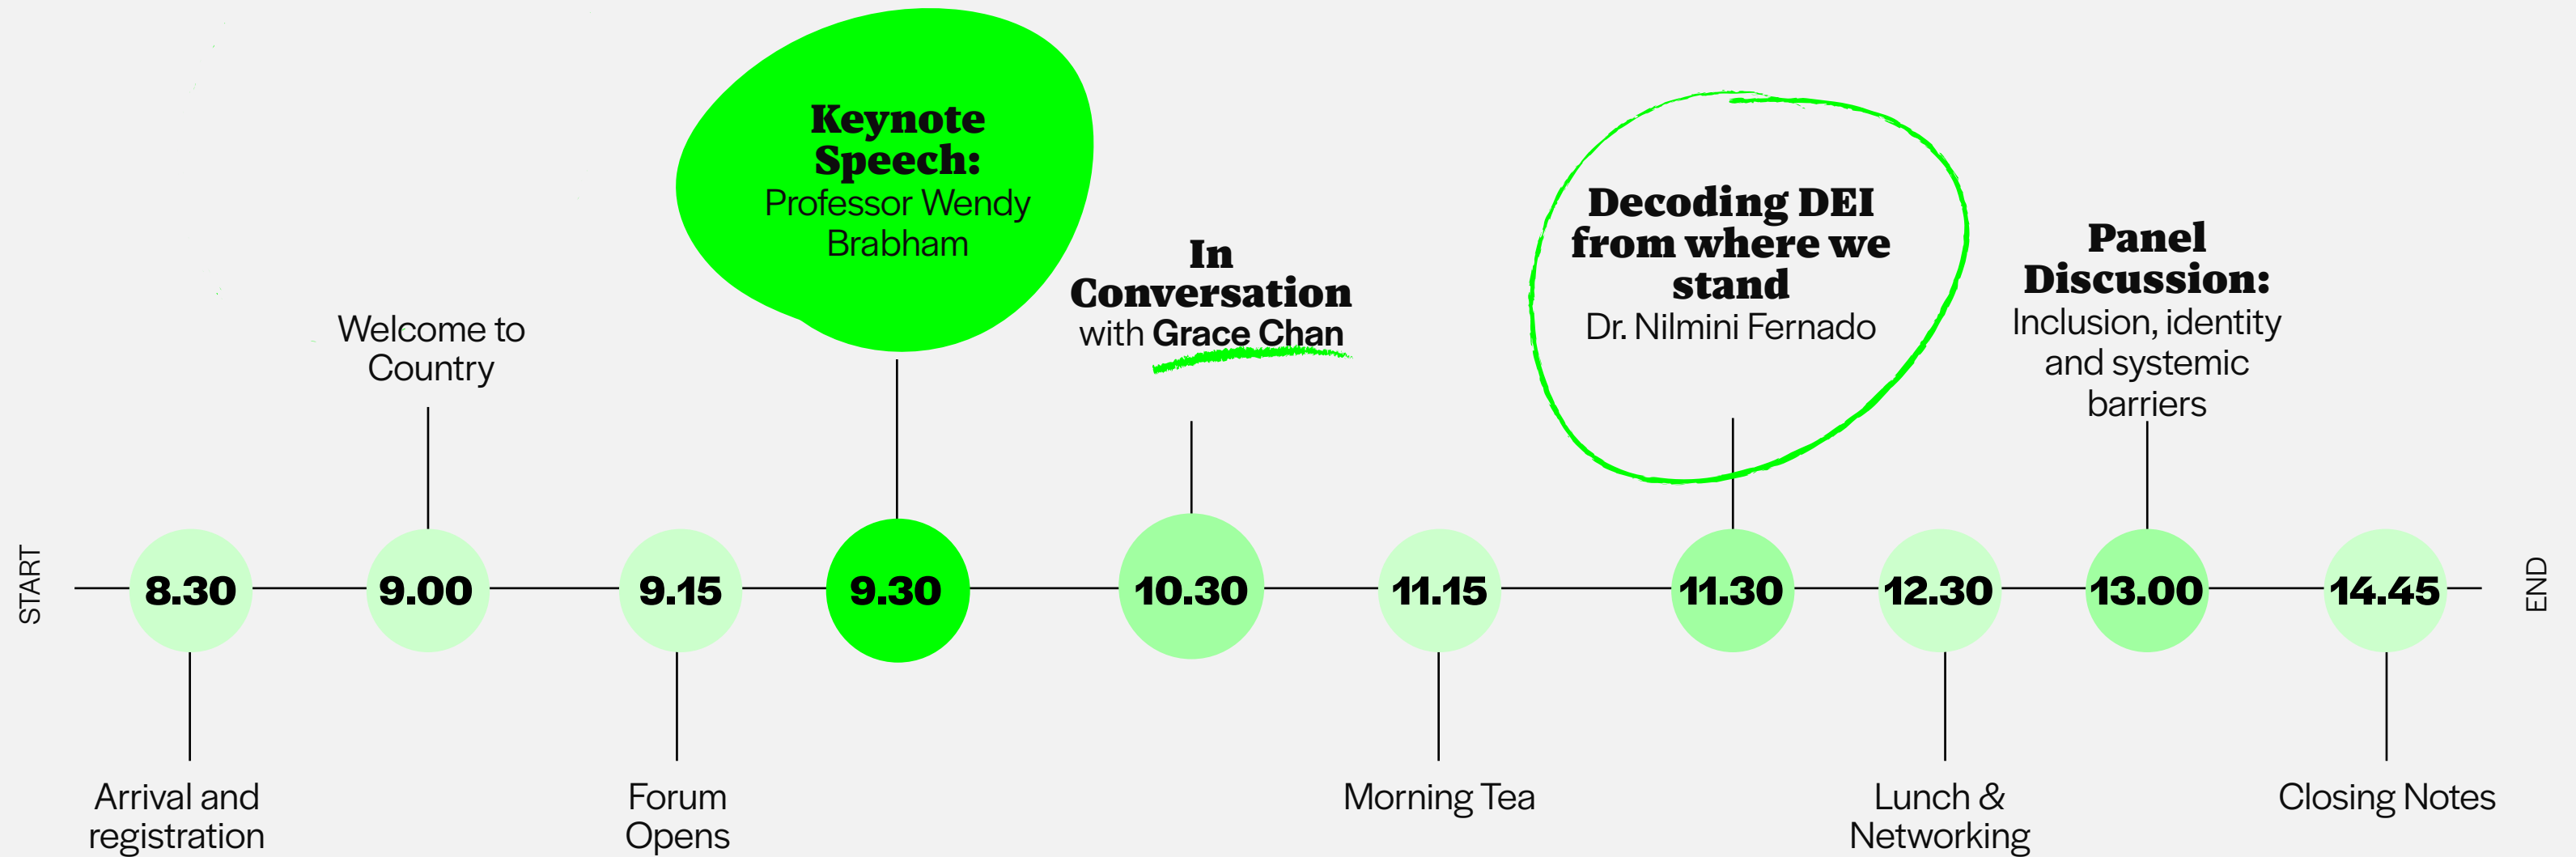 Keynote
Speech:
Professor Wendy
Brabham
In
Conversation
with Grace Chan
Decoding DEI
from where we
stand
Dr. Nilmini Fernado
Panel
Discussion:
Inclusion, identity
and systemic
barriers
Welcome to
Country
START
8.30
9.00
9.15
9.30
10.30
11.15
11.30
12.30
13.00
14.45
END
Arrival and
registration
Forum
Opens
Morning Tea
Lunch &
Networking
Closing Notes